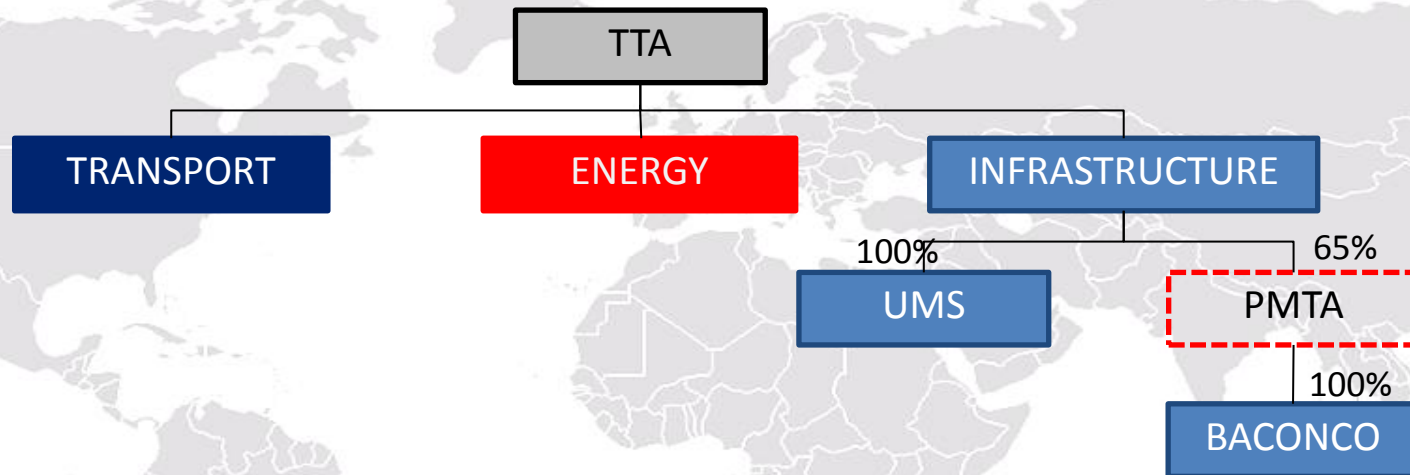 TTA
TRANSPORT
ENERGY
INFRASTRUCTURE
100%
65%
UMS
PMTA
100%
BACONCO